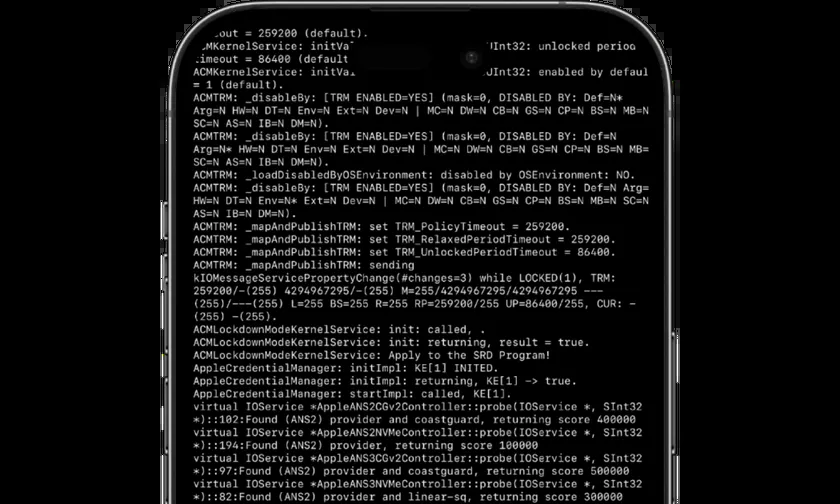 out = 259200 (default).
ACMKernelService: initVal UInt32: unlocked period
timeout = 86400 (default
ACMKernelService: initVal UInt32: enabled by defaul
= 1 (default).
ACMTRM: _disableBy: [TRM ENABLED=YES] (mask=0, DISABLED BY: Def=N*
Arg=N HW=N DT=N Env=N Ext=N Dev=N | MC=N DW=N CB=N GS=N CP=N BS=N MB=N
SC=N AS=N IB=N DM=N).
ACMTRM: _disableBy: [TRM ENABLED=YES] (mask=0, DISABLED BY: Def=N
Arg=N* HW=N DT=N Env=N Ext=N Dev=N | MC=N DW=N CB=N GS=N CP=N BS=N MB=
SC=N AS=N IB=N DM=N).
ACMTRM: _loadDisabledByOSEnvironment: disabled by OSEnvironment: NO.
ACMTRM: _disableBy: [TRM ENABLED=YES] (mask=0, DISABLED BY: Def=N Arg=
HW=N DT=N Env=N* Ext=N Dev=N | MC=N DW=N CB=N GS=N CP=N BS=N MB=N SC=N
AS=N IB=N DM=N).
ACMTRM: _mapAndPublishTRM: set TRM_PolicyTimeout = 259200.
ACMTRM: _mapAndPublishTRM: set TRM_RelaxedPeriodTimeout = 259200.
ACMTRM: _mapAndPublishTRM: set TRM_UnlockedPeriodTimeout = 86400.
ACMTRM: _mapAndPublishTRM: sending
kIOMessageServicePropertyChange(#changes=3) while LOCKED(1), TRM:
259200/-(255) 4294967295/-(255) M=255/4294967295/4294967295 ---
(255)/---(255) L=255 BS=255 R=255 RP=259200/255 UP=86400/255, CUR: -
(255) -(255).
ACMLockdownModeKernelService: init: called, .
ACMLockdownModeKernelService: init: returning, result = true.
ACMLockdownModeKernelService: Apply to the SRD Program!
AppleCredentialManager: initImpl: KE[1] INITED.
AppleCredentialManager: initImpl: returning, KE[1] -> true.
AppleCredentialManager: startImpl: called, KE[1].
virtual IOService *AppleANS2CGv2Controller::probe(IOService *, SInt32
*)::102:Found (ANS2) provider and coastguard, returning score 400000
virtual IOService *AppleANS2NVMeController::probe(IOService *, SInt32
*)::194:Found (ANS2) provider, returning score 100000
virtual IOService *AppleANS3CGv2Controller::probe(IOService *, SInt32
*)::97:Found (ANS2) provider and coastguard, returning score 500000
virtual IOService *AppleANS3NVMeController::probe(IOService *, SInt32
*)::82:Found (ANS2) provider and linear-sq, returning score 300000